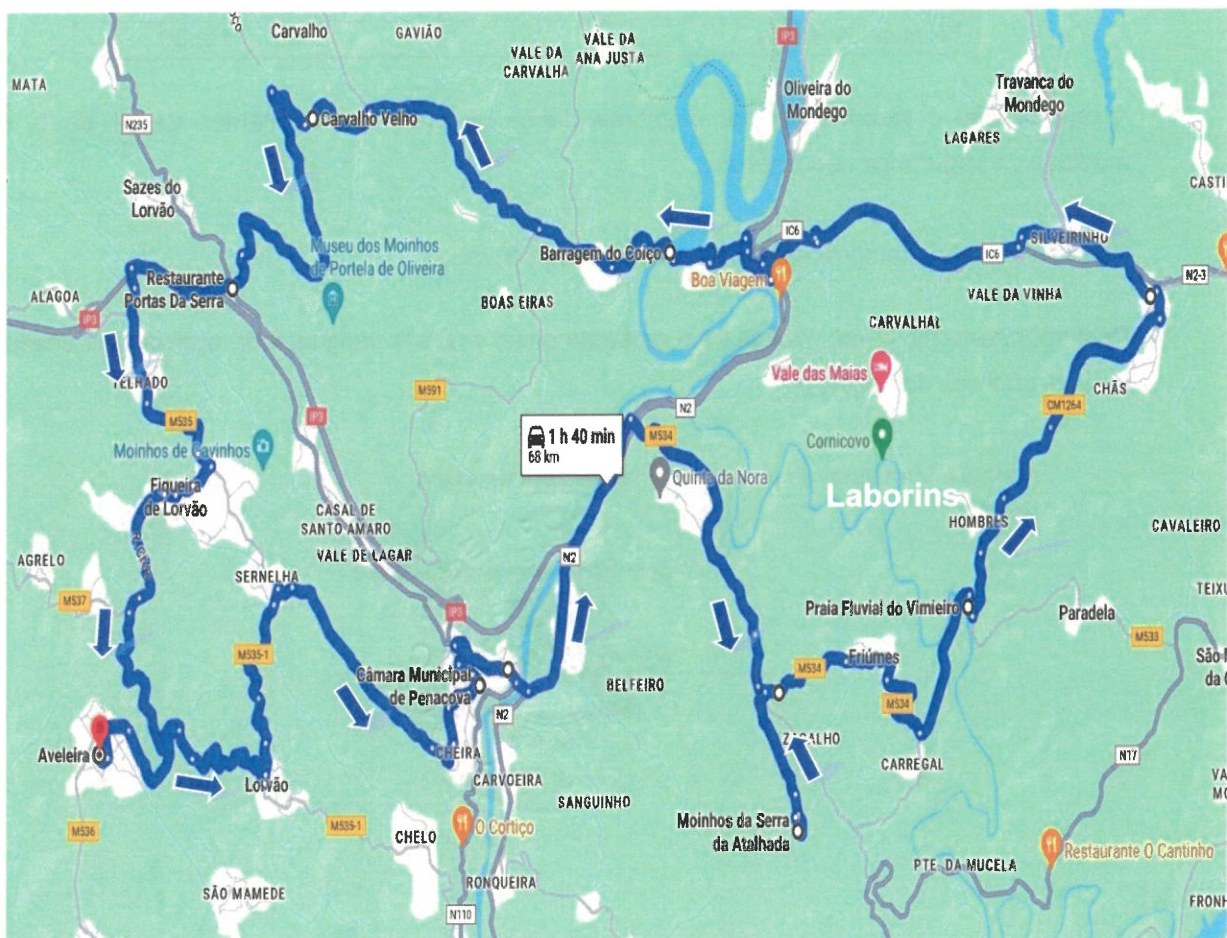 Carvalho
GAVIÃO
VALE DA
ANA JUSTA
VALE DA
CARVALHA
IP3
MATA
Oliveira do
Mondego
Travanca do
Mondego
N235
Carvalho Velho
LAGARES
Sazes do
Lorvão
CASTI
Museu dos Moinhos
de Portela de Oliveira
Barragem do Coiço
IC6
SILVEIRINHO
IC6
N2-3
Restaurante
Portas Da Serra
Boa Viagem
VALE DA VINHA
ALAGOA
IP3
BOAS EIRAS
CARVALHAL
TELHADO
Vale das Maias
CHÃS
M591
CM1264
M535
IP3
N2
1 h 40 min
68 km
M534
Moinhos de Gavinhos
Cornicovo
Quinta da Nora
Figueira
de Lorvão
Laborins
CASAL DE
SANTO AMARO
HOMBRES
CAVALEIRO
VALE DE LAGAR
N2
AGRELO
SERNELHA
TEIXO
M537
IP3
Praia Fluvial do Vimieiro
Paradela
M533
M535-1
Friúmes
São M
da C
Câmara Municipal
de Penacova
M534
BELFEIRO
M534
N2
Aveleira
CHEIRA
ZAGALHO
CARREGAL
N17
Lorvão
CARVOEIRA
VA
MO
SANGUINHO
M536
M535-1
CHELO
O Cortiço
Moinhos da Serra
da Atalhada
Restaurante O Cantinho
PTE. DA MUCELA
RONQUEIRA
SÃO MAMEDE
N110
FRONH